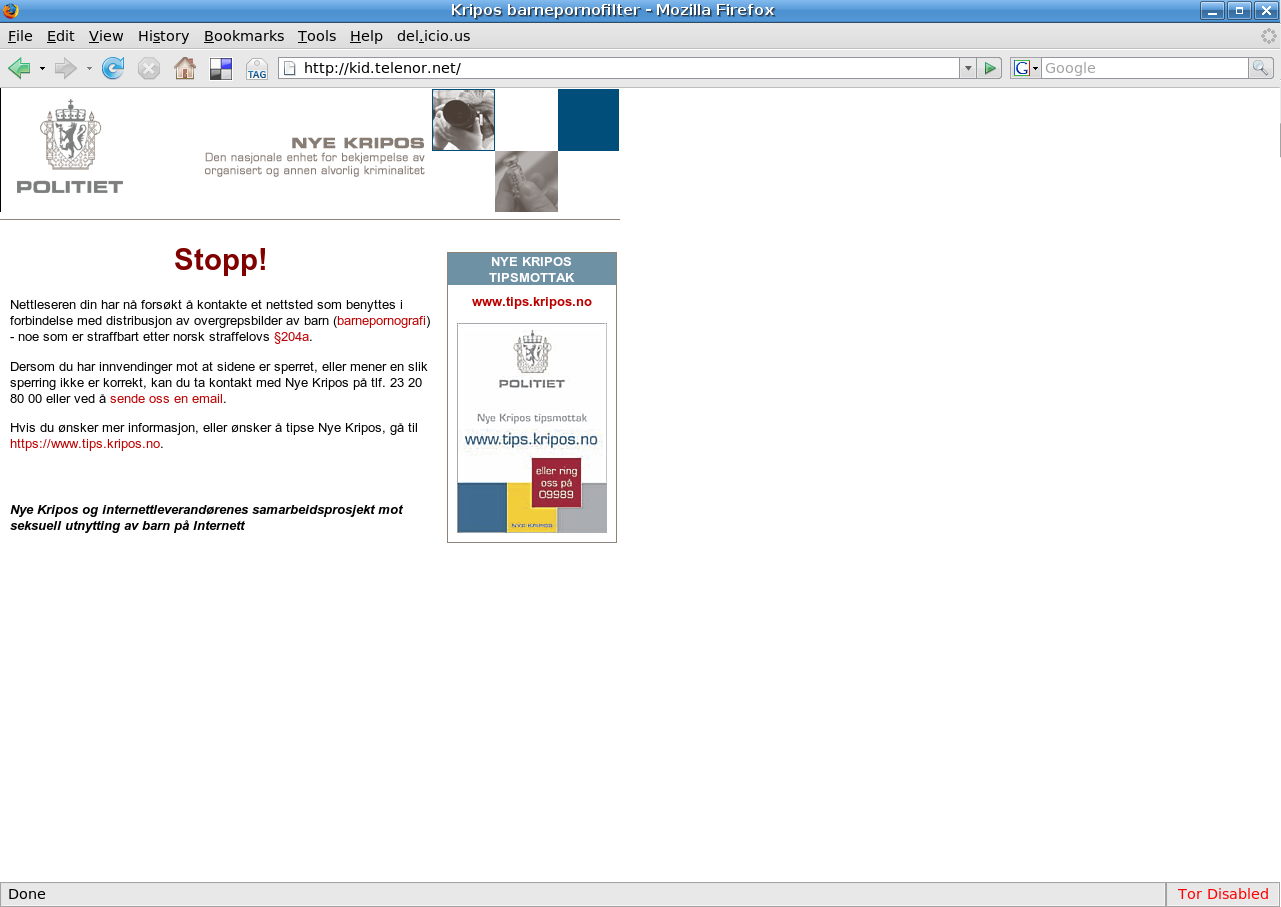 Kripos barnepornofilter - Mozilla Firefox
File Edit View History Bookmarks Tools Help del.icio.us
TAG
http://kid.telenor.net/
G
Google
POLITIET
NYE KRIPOS
Den nasjonale enhet for bekjempelse av
organisert og annen alvorlig kriminalitet
Stopp!
Nettleseren din har nå forsøkt å kontakte et nettsted som benyttes i
forbindelse med distribusjon av overgrepsbilder av barn (barnepornografi)
- noe som er straffbart etter norsk straffelovs §204a.
Dersom du har innvendinger mot at sidene er sperret, eller mener en slik
sperring ikke er korrekt, kan du ta kontakt med Nye Kripos på tlf. 23 20
80 00 eller ved å sende oss en email.
Hvis du ønsker mer informasjon, eller ønsker å tipse Nye Kripos, gå til
https://www.tips.kripos.no.
Nye Kripos og internettleverandørenes samarbeidsprosjekt mot
seksuell utnytting av barn på Internett
NYE KRIPOS
TIPSMOTTAK
www.tips.kripos.no
POLITIET
Nye Kripos tipsmottak
www.tips.kripos.no
eller ring
oss på
09989
NYE KRIPOS
Done
Tor Disabled